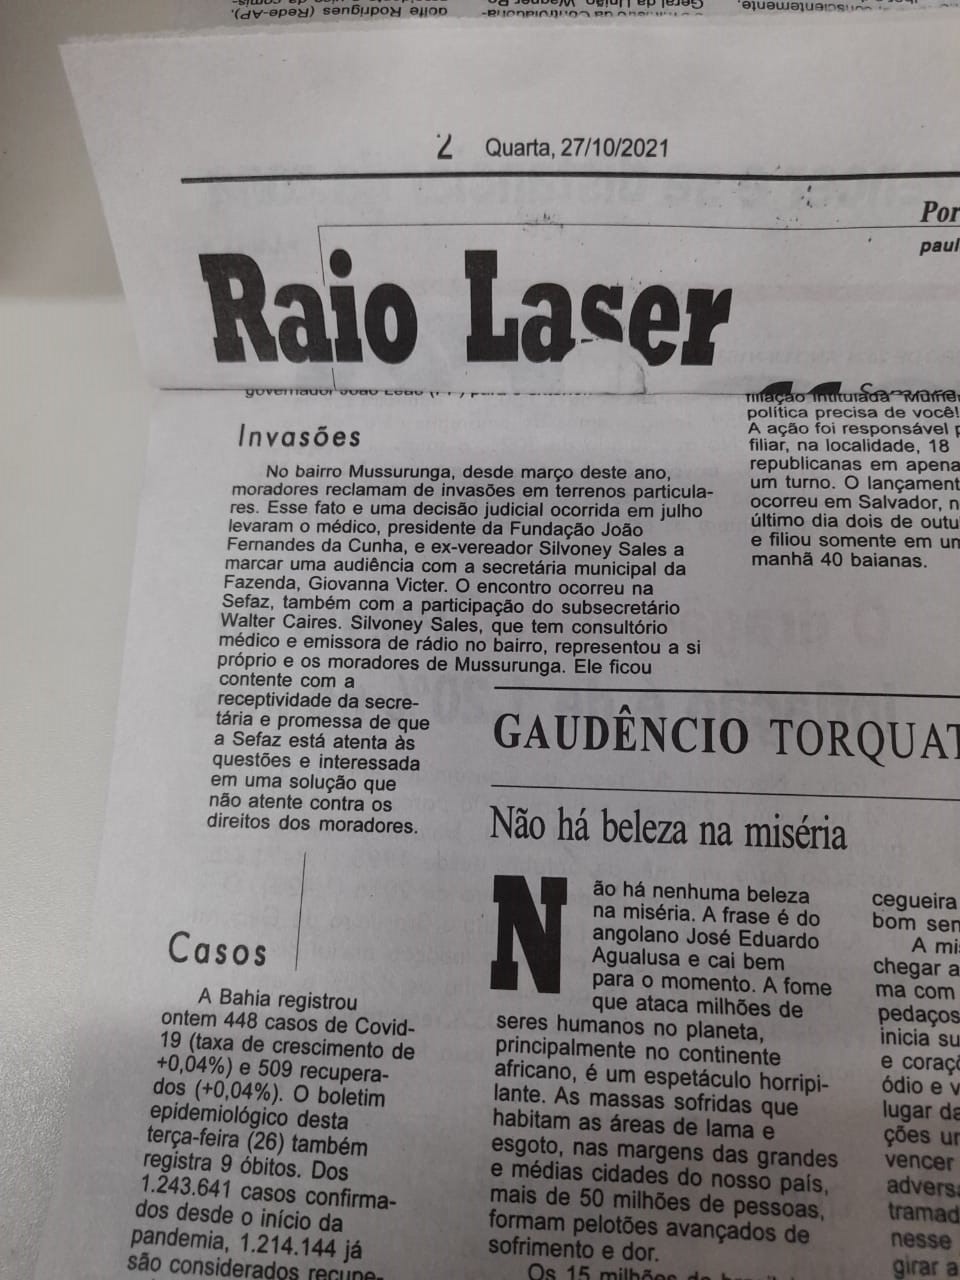 2 Quarta, 27/10/2021
Por
paul
Raio Laser
Invasões
No bairro Mussurunga, desde março deste ano,
moradores reclamam de invasões em terrenos particula-
res. Esse fato e uma decisão judicial ocorrida em julho
levaram o médico, presidente da Fundação João
Fernandes da Cunha, e ex-vereador Silvoney Sales a
marcar uma audiência com a secretária municipal da
Fazenda, Giovanna Victer. O encontro ocorreu na
Sefaz, também com a participação do subsecretário
Walter Caires. Silvoney Sales, que tem consultório
médico e emissora de rádio no bairro, representou a si
próprio e os moradores de Mussurunga. Ele ficou
contente com a
receptividade da secre-
tária e promessa de que
a Sefaz está atenta às
questões e interessada
em uma solução que
não atente contra os
direitos dos moradores.
Casos
A Bahia registrou
ontem 448 casos de Covid-
19 (taxa de crescimento de
+0,04%) e 509 recupera-
dos (+0,04%). O boletim
epidemiológico desta
terça-feira (26) também
registra 9 óbitos. Dos
1.243.641 casos confirma-
dos desde o início da
pandemia, 1.214.144 já
são considerados recupe-
política precisa de você!
A ação foi responsável p
filiar, na localidade, 18
republicanas em apena
um turno. O lançament
ocorreu em Salvador, n
último dia dois de outu
e filiou somente em um
manhã 40 baianas.
GAUDÊNCIO TORQUAT
Não há beleza na miséria
Não há nenhuma beleza
na miséria. A frase é do
angolano José Eduardo
Agualusa e cai bem
para o momento. A fome
que ataca milhões de
seres humanos no planeta,
principalmente no continente
africano, é um espetáculo horripi-
lante. As massas sofridas que
habitam as áreas de lama e
esgoto, nas margens das grandes
e médias cidades do nosso país,
mais de 50 milhões de pessoas,
formam pelotões avançados de
sofrimento e dor.
Os 15 milhões de
cegueira
bom sen
A mi
chegar a
ma com
pedaços
inicia su
e coraçõ
ódio e v
lugar da
ções un
vencer
advers
tramad
nesse
girar a